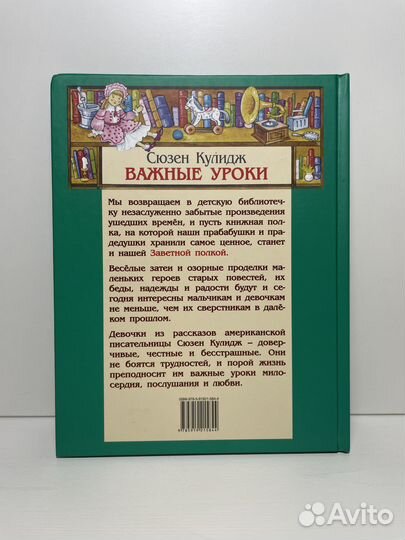 Сюзен Кулидж
ВАЖНЫЕ УРОКИ
Мы возвращаем в детскую библиотеч-
ку незаслуженно забытые произведения
ушедших времён, и пусть книжная пол-
ка, на которой наши прабабушки и пра-
дедушки хранили самое ценное, станет
и нашей Заветной полкой.
Весёлые затеи и озорные проделки ма-
леньких героев старых повестей, их
беды, надежды и радости будут и се-
годня интересны мальчикам и девочкам
не меньше, чем их сверстникам в далё-
ком прошлом.
Девочки из рассказов американской
писательницы Сюзен Кулидж – довер-
чивые, честные и бесстрашные. Они
не боятся трудностей, и порой жизнь
преподносит им важные уроки мило-
сердия, послушания и любви.
Avito